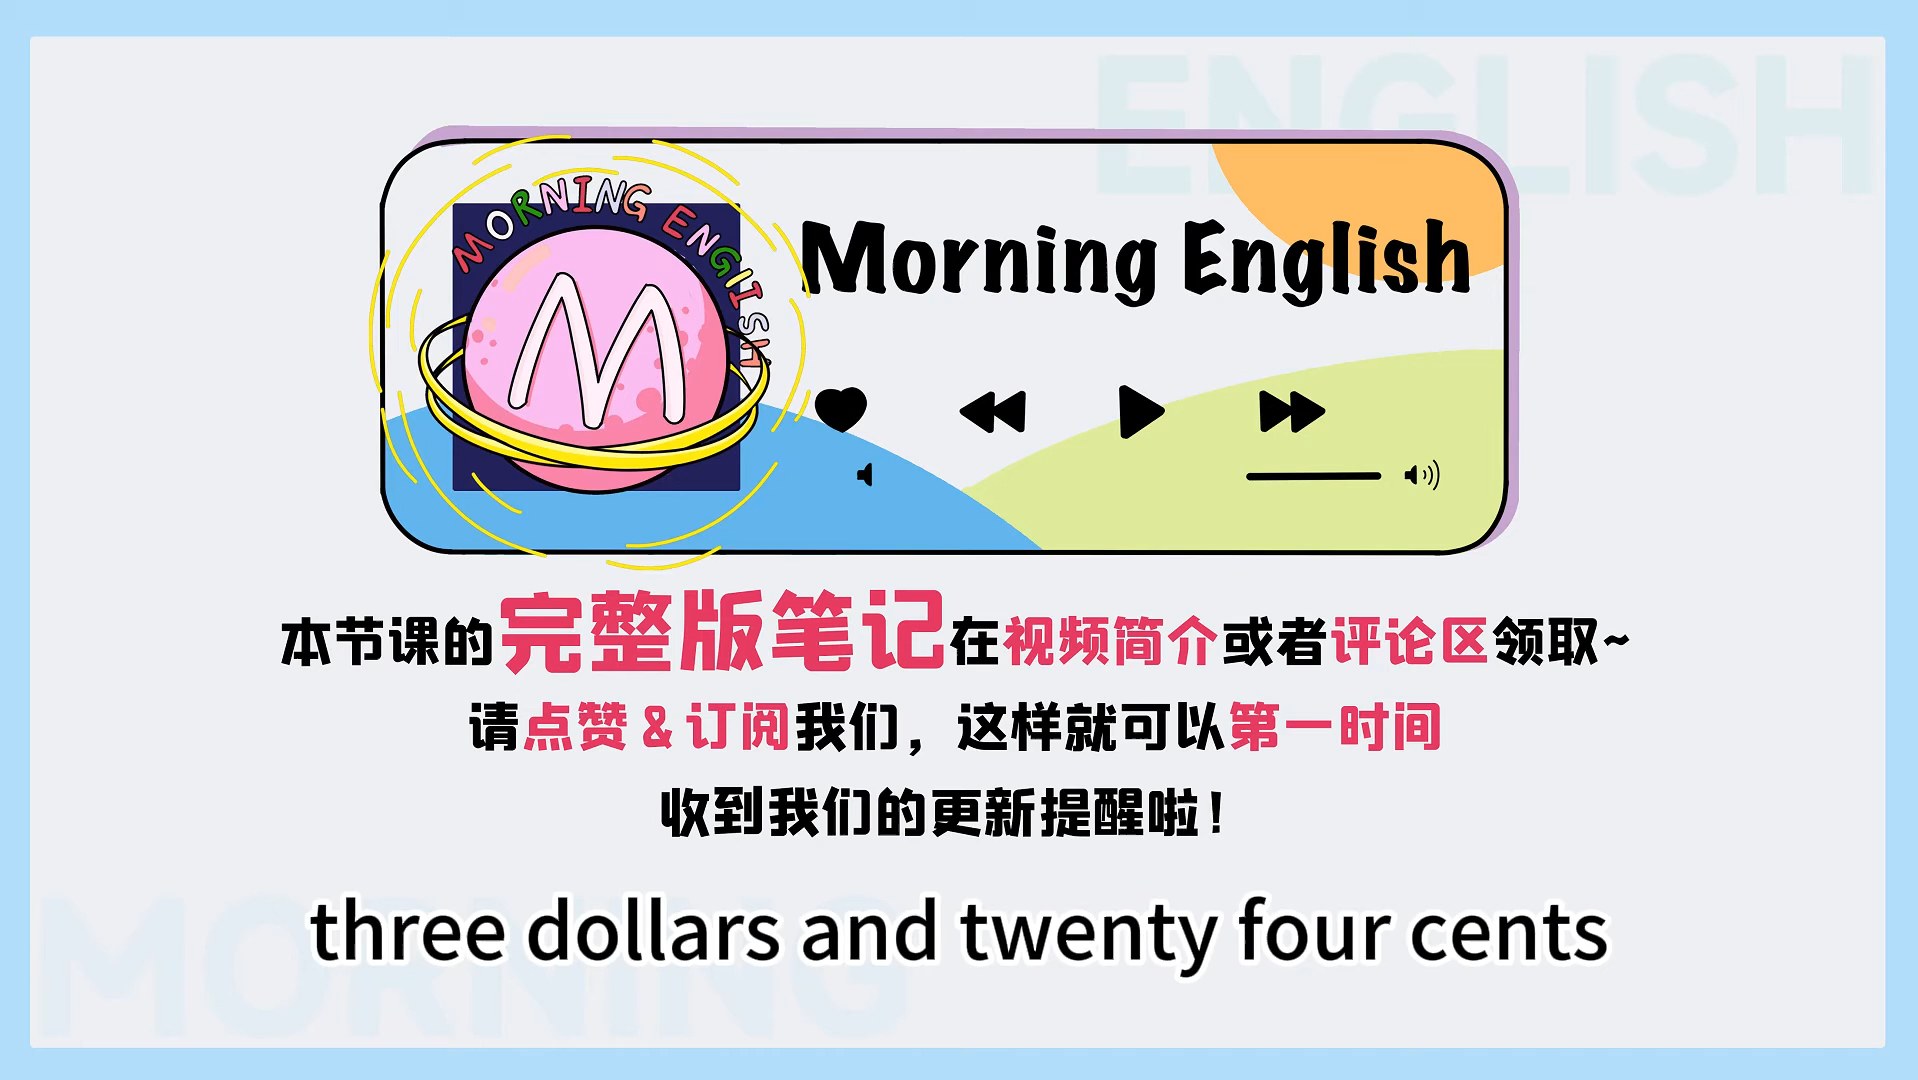 ENGLISH
MORNING ENGLISH
M
Morning English
本节课的完整版笔记在视频简介或者评论区领取~
请点赞&订阅我们，这样就可以第一时间
收到我们的更新提醒啦！
three dollars and twenty four cents
MORNING